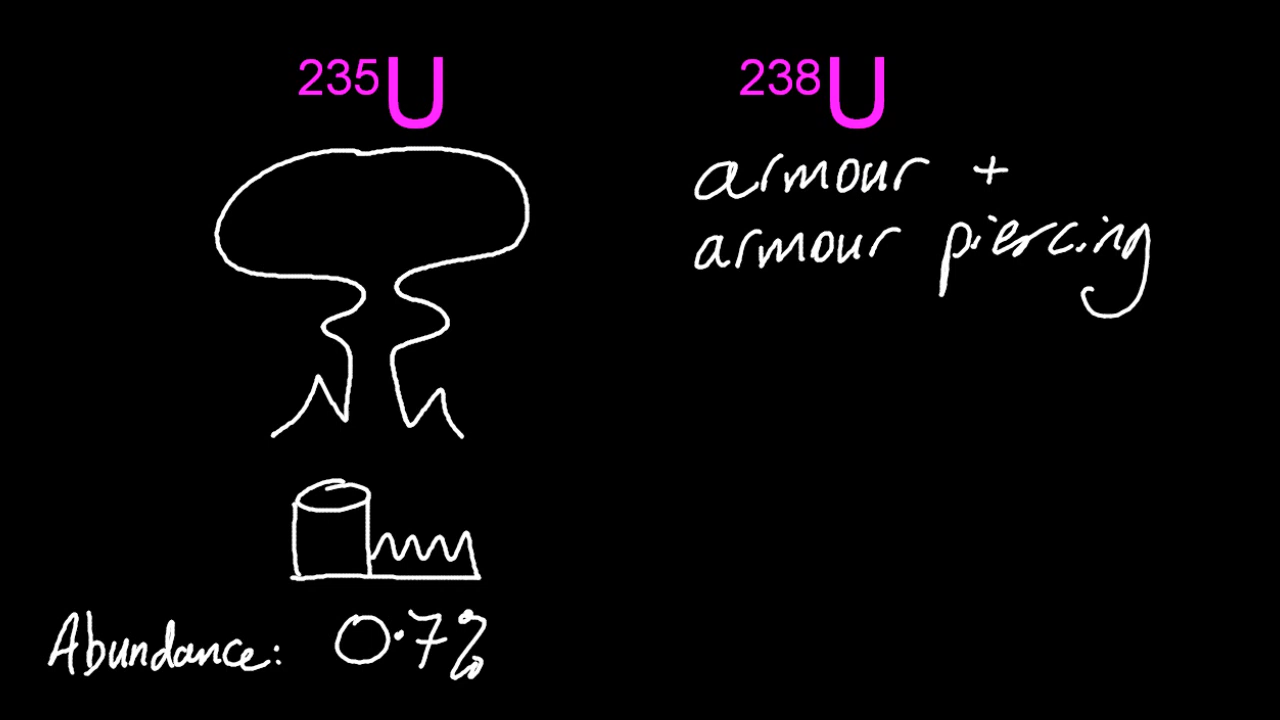 ²³⁵U ²³⁸U
armour +
armour piercing
Abundance: 0.7%